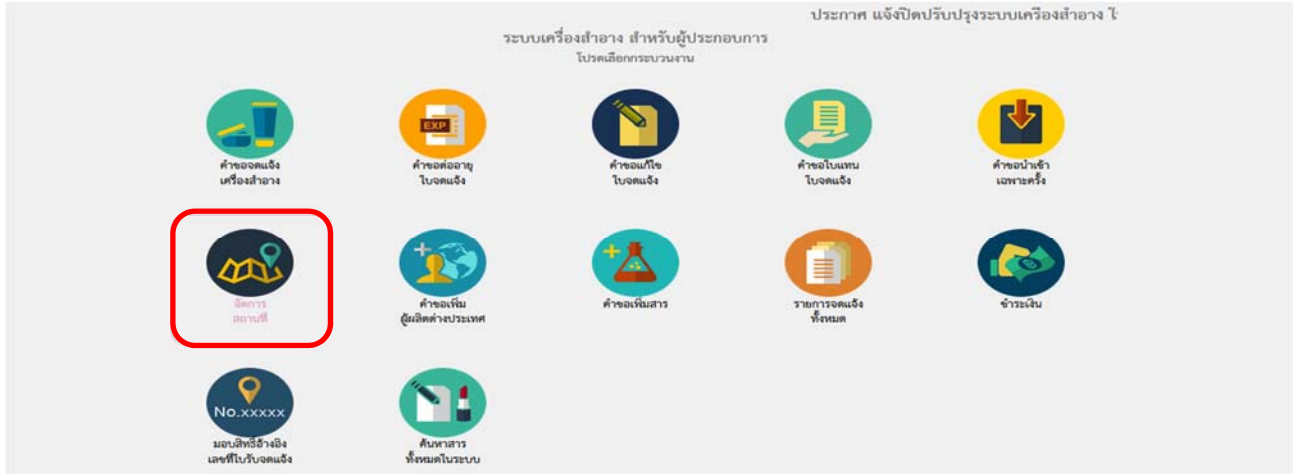 ประกาศ แจ้งปิดปรับปรุงระบบเครื่องสำอาง
ระบบเครื่องสำอาง สำหรับผู้ประกอบการ
โปรดเลือกกระบวนงาน
EXP
คำขอจดแจ้ง
เครื่องสำอาง
คำขอต่ออายุ
ใบจดแจ้ง
คำขอแก้ไข
ใบจดแจ้ง
คำขอใบแทน
ใบจดแจ้ง
คำขอนำเข้า
เฉพาะครั้ง
จัดการ
สถานที่
คำขอเพิ่ม
ผู้ผลิตต่างประเทศ
คำขอเพิ่มสาร
รายการจดแจ้ง
ทั้งหมด
ชำระเงิน
No.xxxxx
มอบสิทธิ์อ้างอิง
เลขที่ใบรับจดแจ้ง
ค้นหาสาร
ทั้งหมดในระบบ